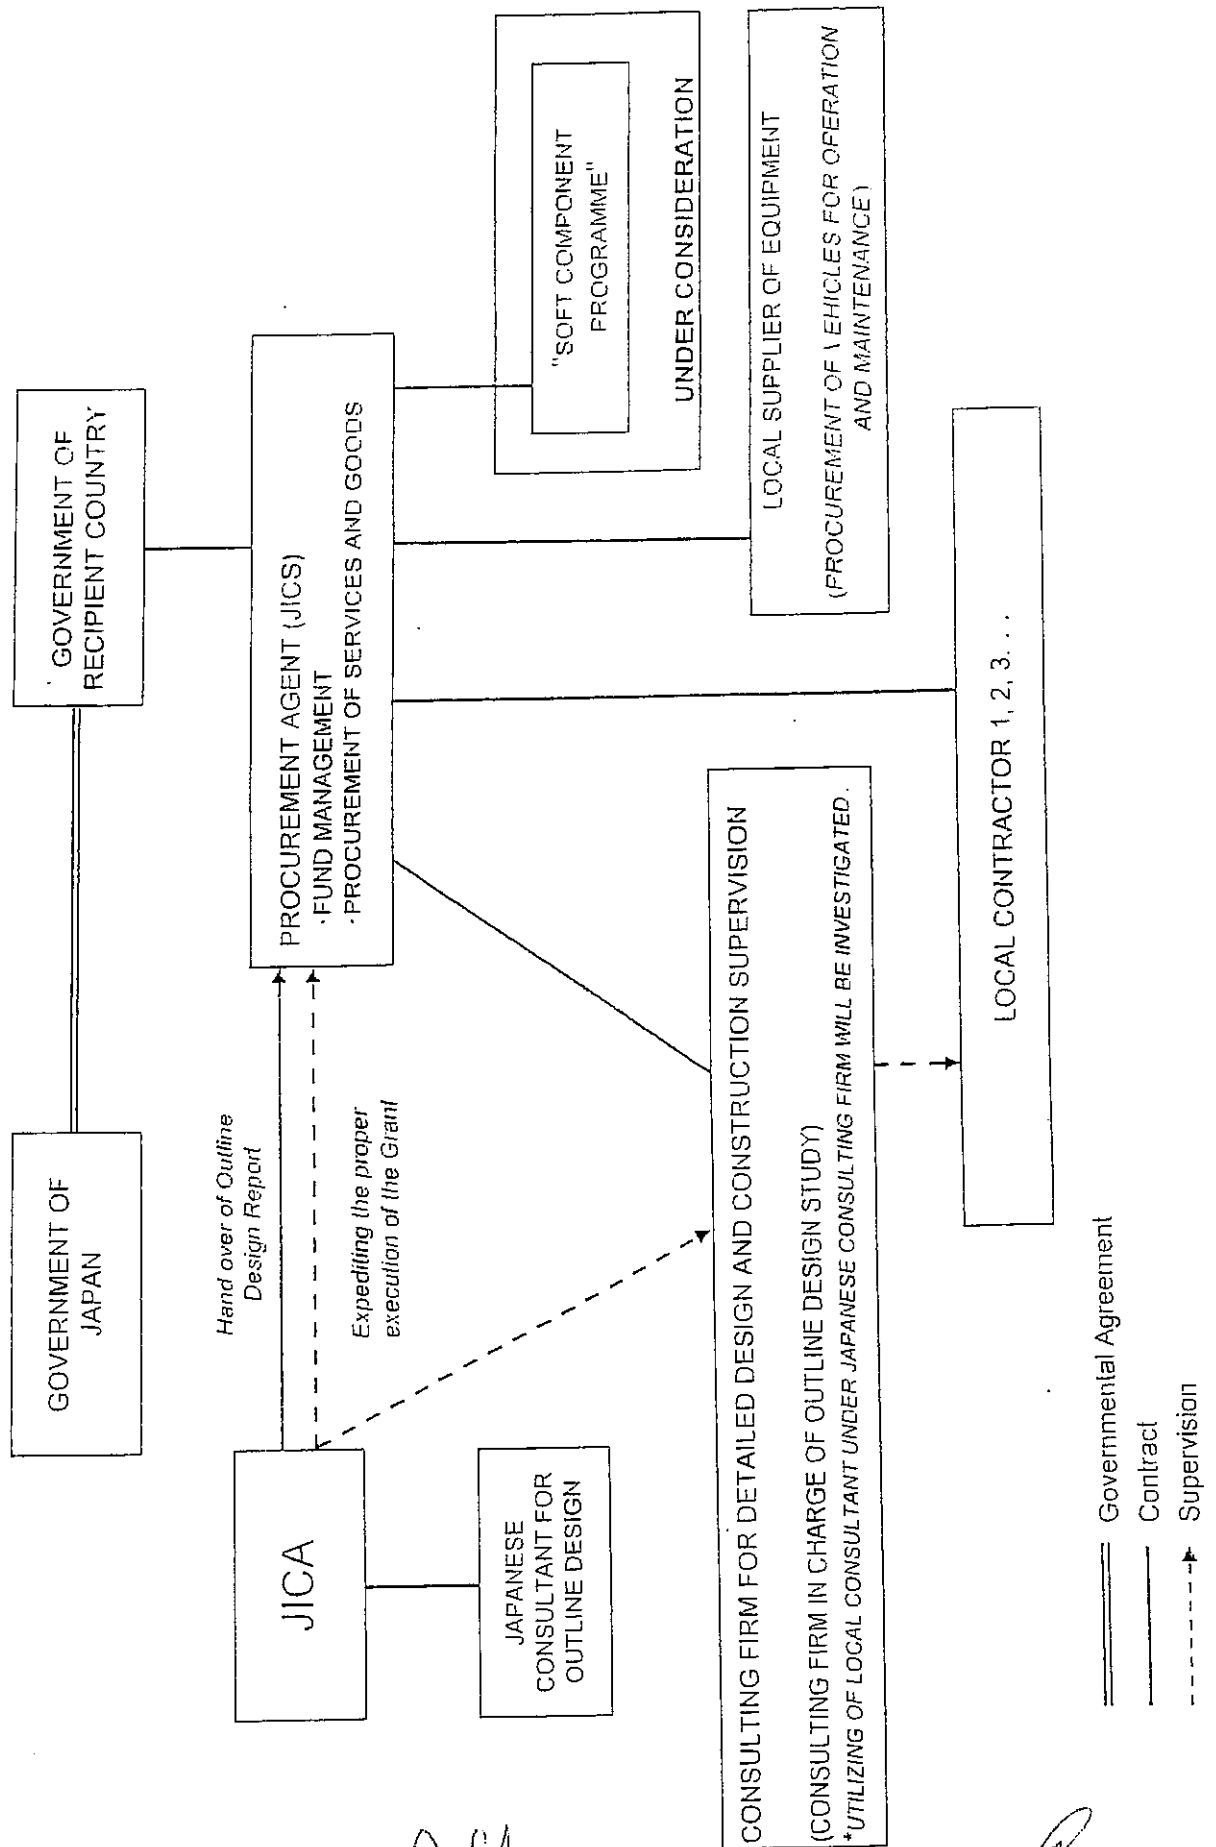 GOVERNMENT OF
JAPAN
GOVERNMENT OF
RECIPIENT COUNTRY
Hand over of Outline
Design Report
Expediting the proper
execution of the Grant
JICA
JAPANESE
CONSULTANT FOR
OUTLINE DESIGN
PROCUREMENT AGENT (JICS)
·FUND MANAGEMENT
·PROCUREMENT OF SERVICES AND GOODS
"SOFT COMPONENT
PROGRAMME"
UNDER CONSIDERATION
LOCAL SUPPLIER OF EQUIPMENT
(PROCUREMENT OF VEHICLES FOR OPERATION
AND MAINTENANCE)
CONSULTING FIRM FOR DETAILED DESIGN AND CONSTRUCTION SUPERVISION
(CONSULTING FIRM IN CHARGE OF OUTLINE DESIGN STUDY)
*UTILIZING OF LOCAL CONSULTANT UNDER JAPANESE CONSULTING FIRM WILL BE INVESTIGATED.
LOCAL CONTRACTOR 1, 2, 3. . .
Governmental Agreement
Contract
Supervision